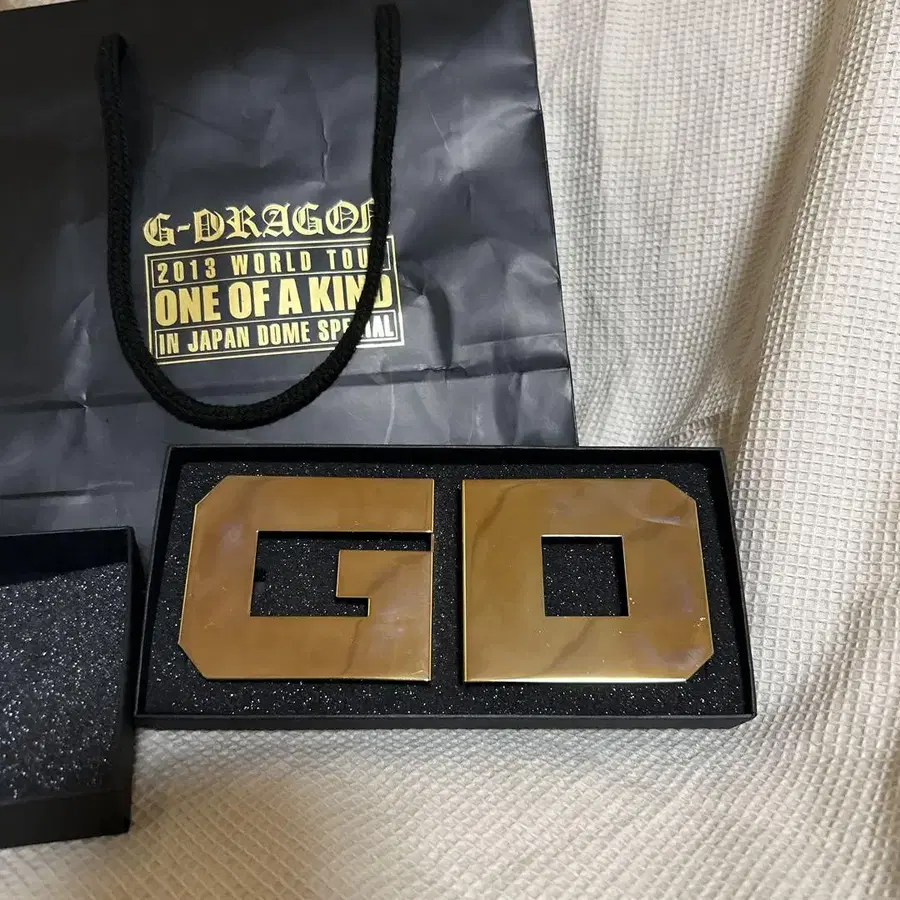 G-DRAGON
2013 WORLD TOUR
ONE OF A KIND
IN JAPAN DOME SPECIAL
GD